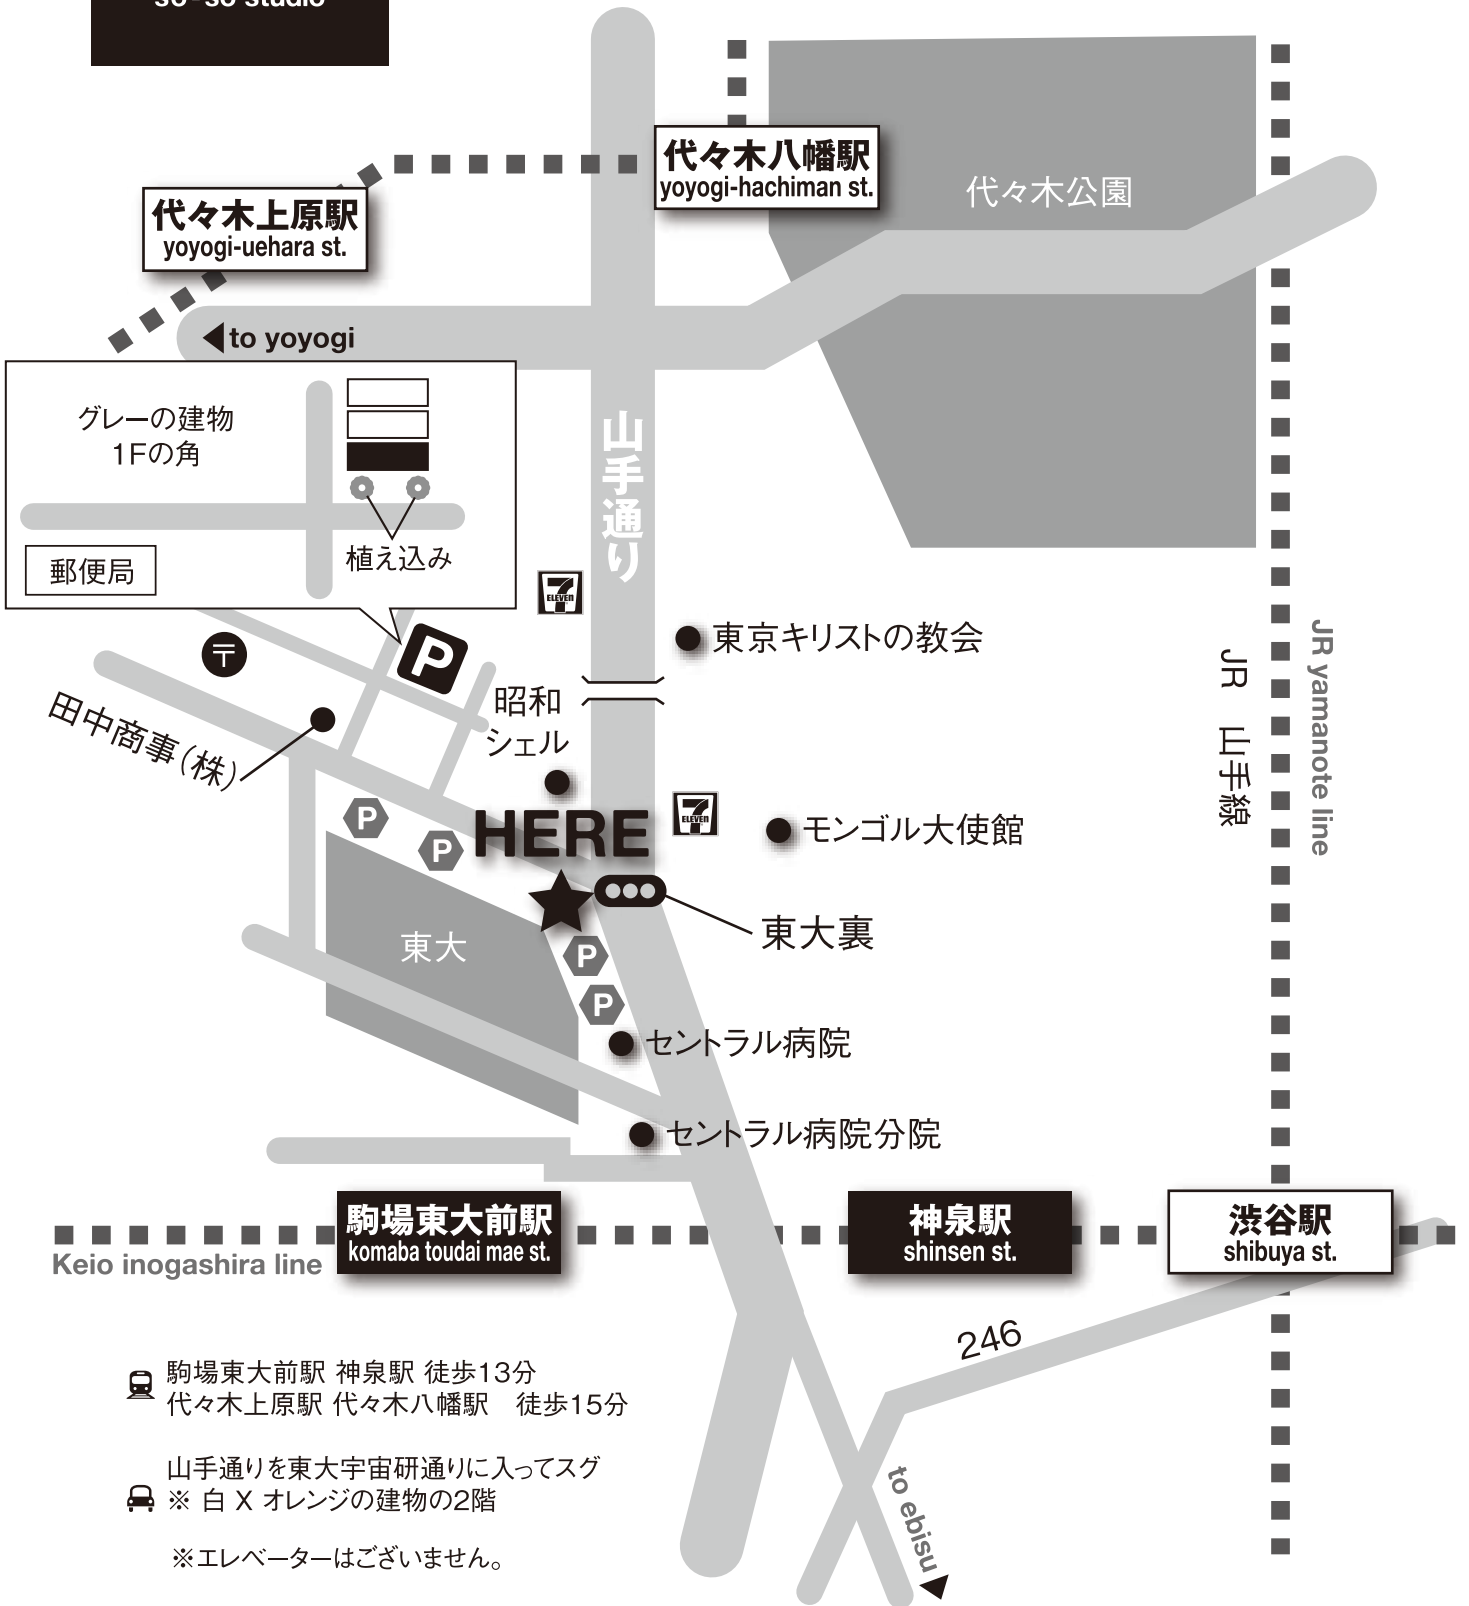 so-so studio
代々木八幡駅
yoyogi-hachiman st.
代々木公園
代々木上原駅
yoyogi-uehara st.
to yoyogi
グレーの建物
1Fの角
植え込み
郵便局
山手通り
7
ELEVEN
東京キリストの教会
〒
P
昭和
シェル
田中商事(株)
JR 山手線
JR yamanote line
P
P
HERE
7
ELEVEN
モンゴル大使館
東大裏
東大
P
P
セントラル病院
セントラル病院分院
駒場東大前駅
komaba toudai mae st.
神泉駅
shinsen st.
渋谷駅
shibuya st.
Keio inogashira line
246
駒場東大前駅 神泉駅 徒歩13分
代々木上原駅 代々木八幡駅　徒歩15分
山手通りを東大宇宙研通りに入ってスグ
※ 白 X オレンジの建物の2階
※エレベーターはございません。
to ebisu